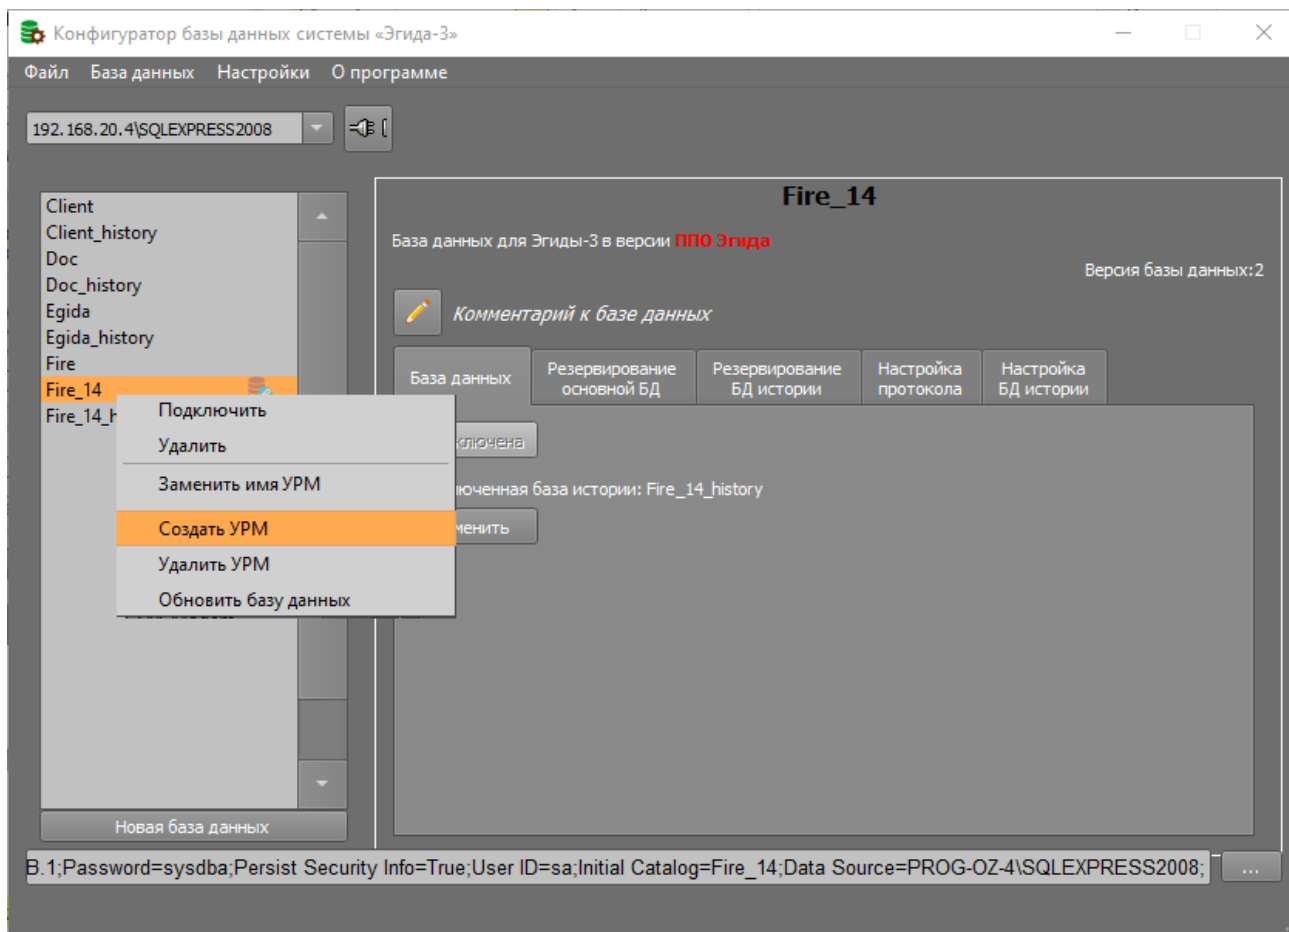 Конфигуратор базы данных системы «Эгида-3»
Файл База данных Настройки О программе
192.168.20.4\SQLEXPRESS2008
Client
Client_history
Doc
Doc_history
Egida
Egida_history
Fire
Fire_14
Fire_14_h
Подключить
Удалить
Заменить имя УРМ
Создать УРМ
Удалить УРМ
Обновить базу данных
Новая база данных
Fire_14
База данных для Эгиды-3 в версии ППО Эгида
Версия базы данных:2
Комментарий к базе данных
База данных
Резервирование
основной БД
Резервирование
БД истории
Настройка
протокола
Настройка
БД истории
ключена
юченная база истории: Fire_14_history
менить
B.1;Password=sysdba;Persist Security Info=True;User ID=sa;Initial Catalog=Fire_14;Data Source=PROG-OZ-4\SQLEXPRESS2008;
...